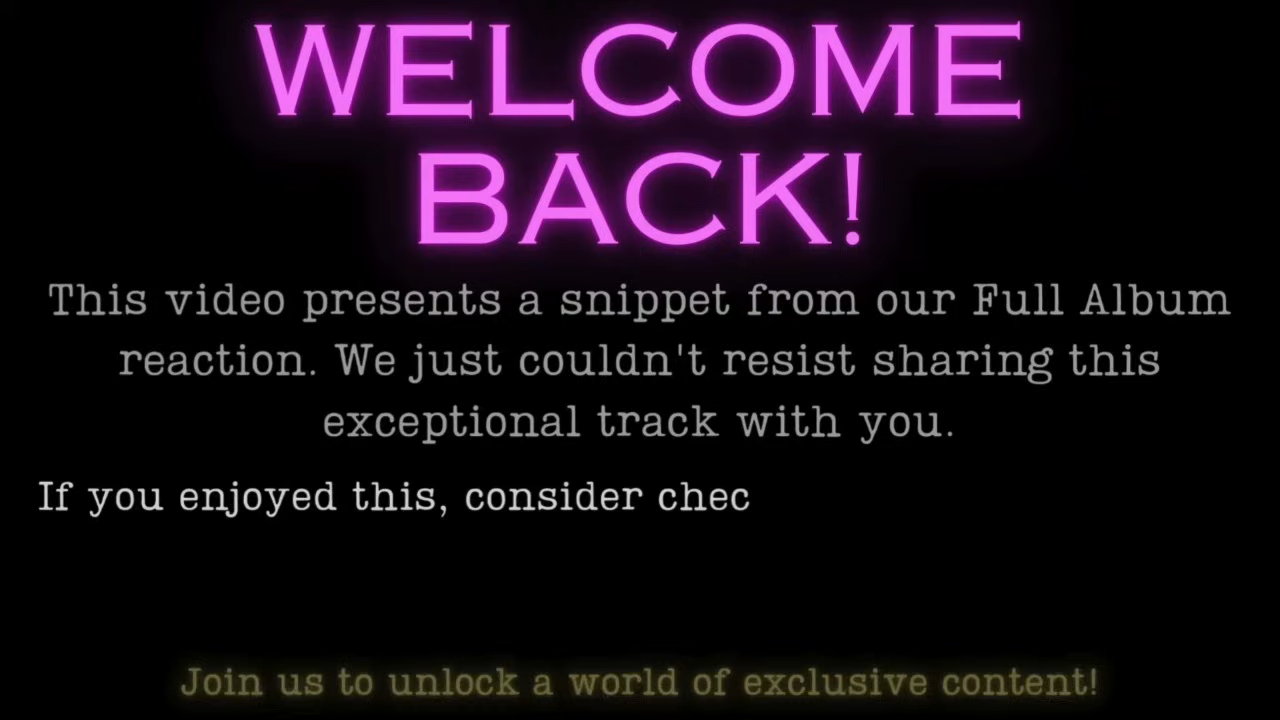 WELCOME
BACK!
This video presents a snippet from our Full Album
reaction. We just couldn't resist sharing this
exceptional track with you.
If you enjoyed this, consider chec
Join us to unlock a world of exclusive content!